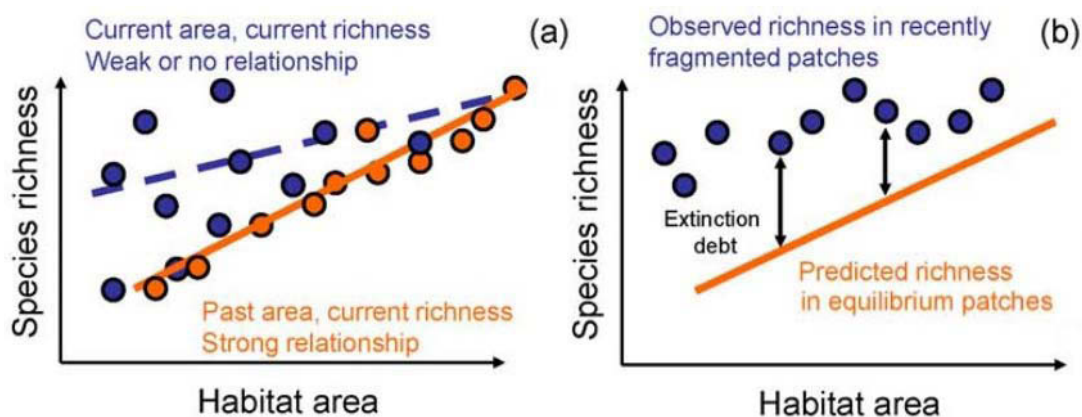 Current area, current richness
Weak or no relationship
(a)
Species richness
Past area, current richness
Strong relationship
Habitat area
Observed richness in recently
fragmented patches
(b)
Species richness
Extinction
debt
Predicted richness
in equilibrium patches
Habitat area